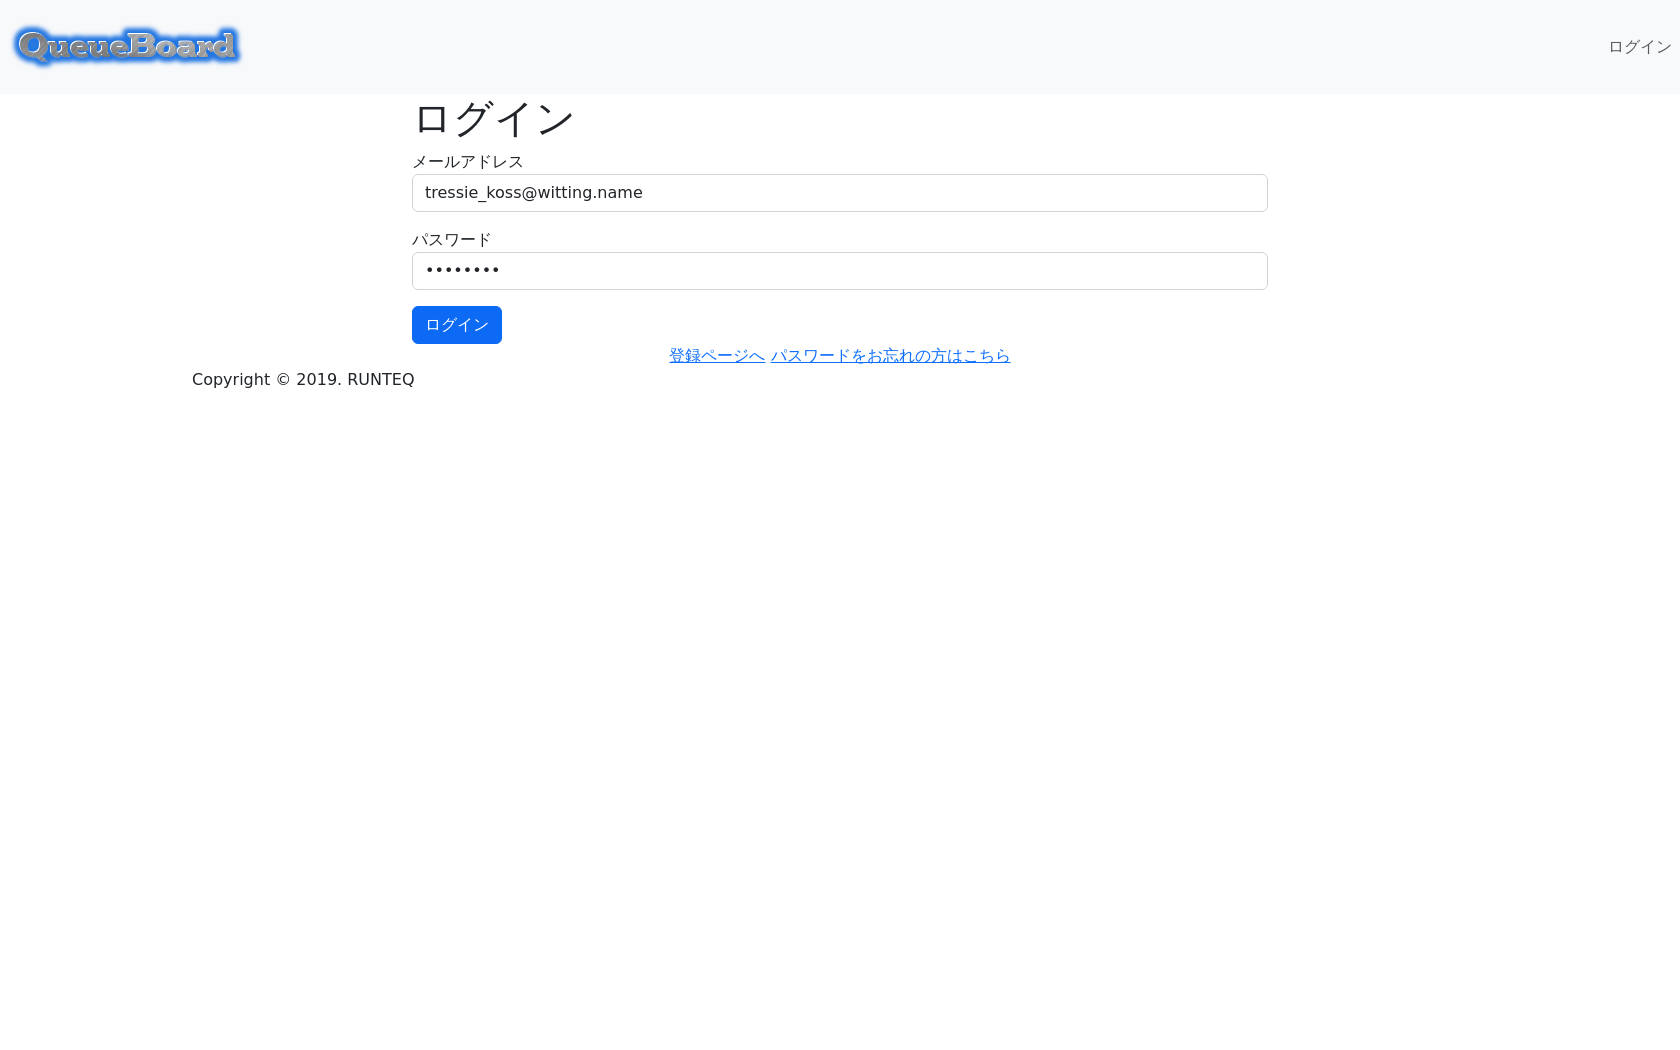 QueueBoard
ログイン
ログイン
メールアドレス
tressie_koss@witting.name
パスワード
••••••••
ログイン
登録ページへ パスワードをお忘れの方はこちら
Copyright © 2019. RUNTEQ